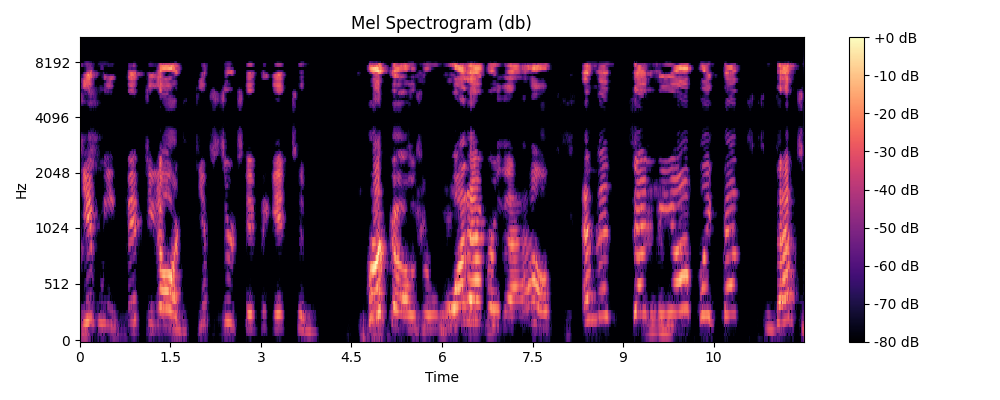 Mel Spectrogram (db)
8192
4096
2048
1024
512
0
Hz
0 1.5 3 4.5 6 7.5 9 10
Time
+0 dB
-10 dB
-20 dB
-30 dB
-40 dB
-50 dB
-60 dB
-70 dB
-80 dB